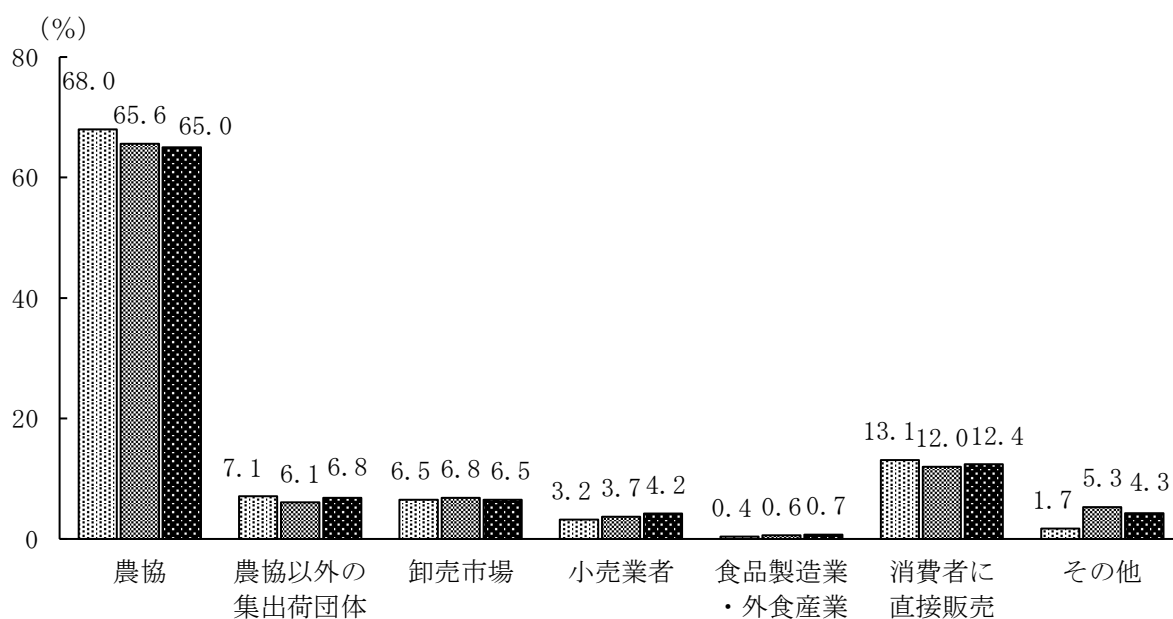 (%)
80
60
40
20
0
68.0
65.6
65.0
7.1
6.1
6.8
6.5
6.8
6.5
3.2
3.7
4.2
0.4
0.6
0.7
13.1
12.0
12.4
1.7
5.3
4.3
農協
農協以外の
集出荷団体
卸売市場
小売業者
食品製造業
・外食産業
消費者に
直接販売
その他